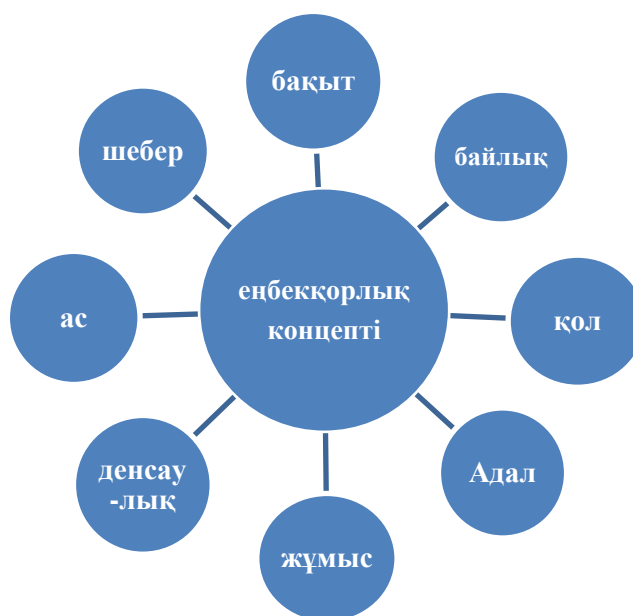 бақыт
шебер
байлық
еңбекқорлық
концепті
ас
қол
денсау
-лық
Адал
жұмыс